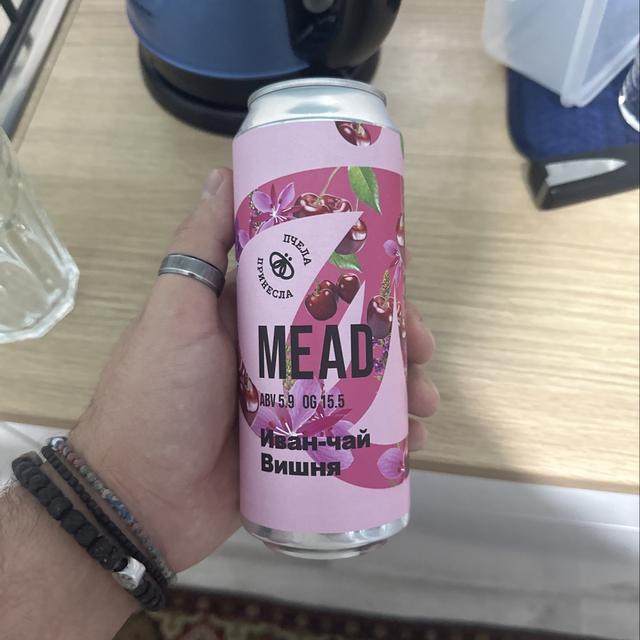 ПЧЕЛА
ПРИНЕСЛА
MEAD
ABV 5.9 OG 15.5
Иван-чай
Вишня